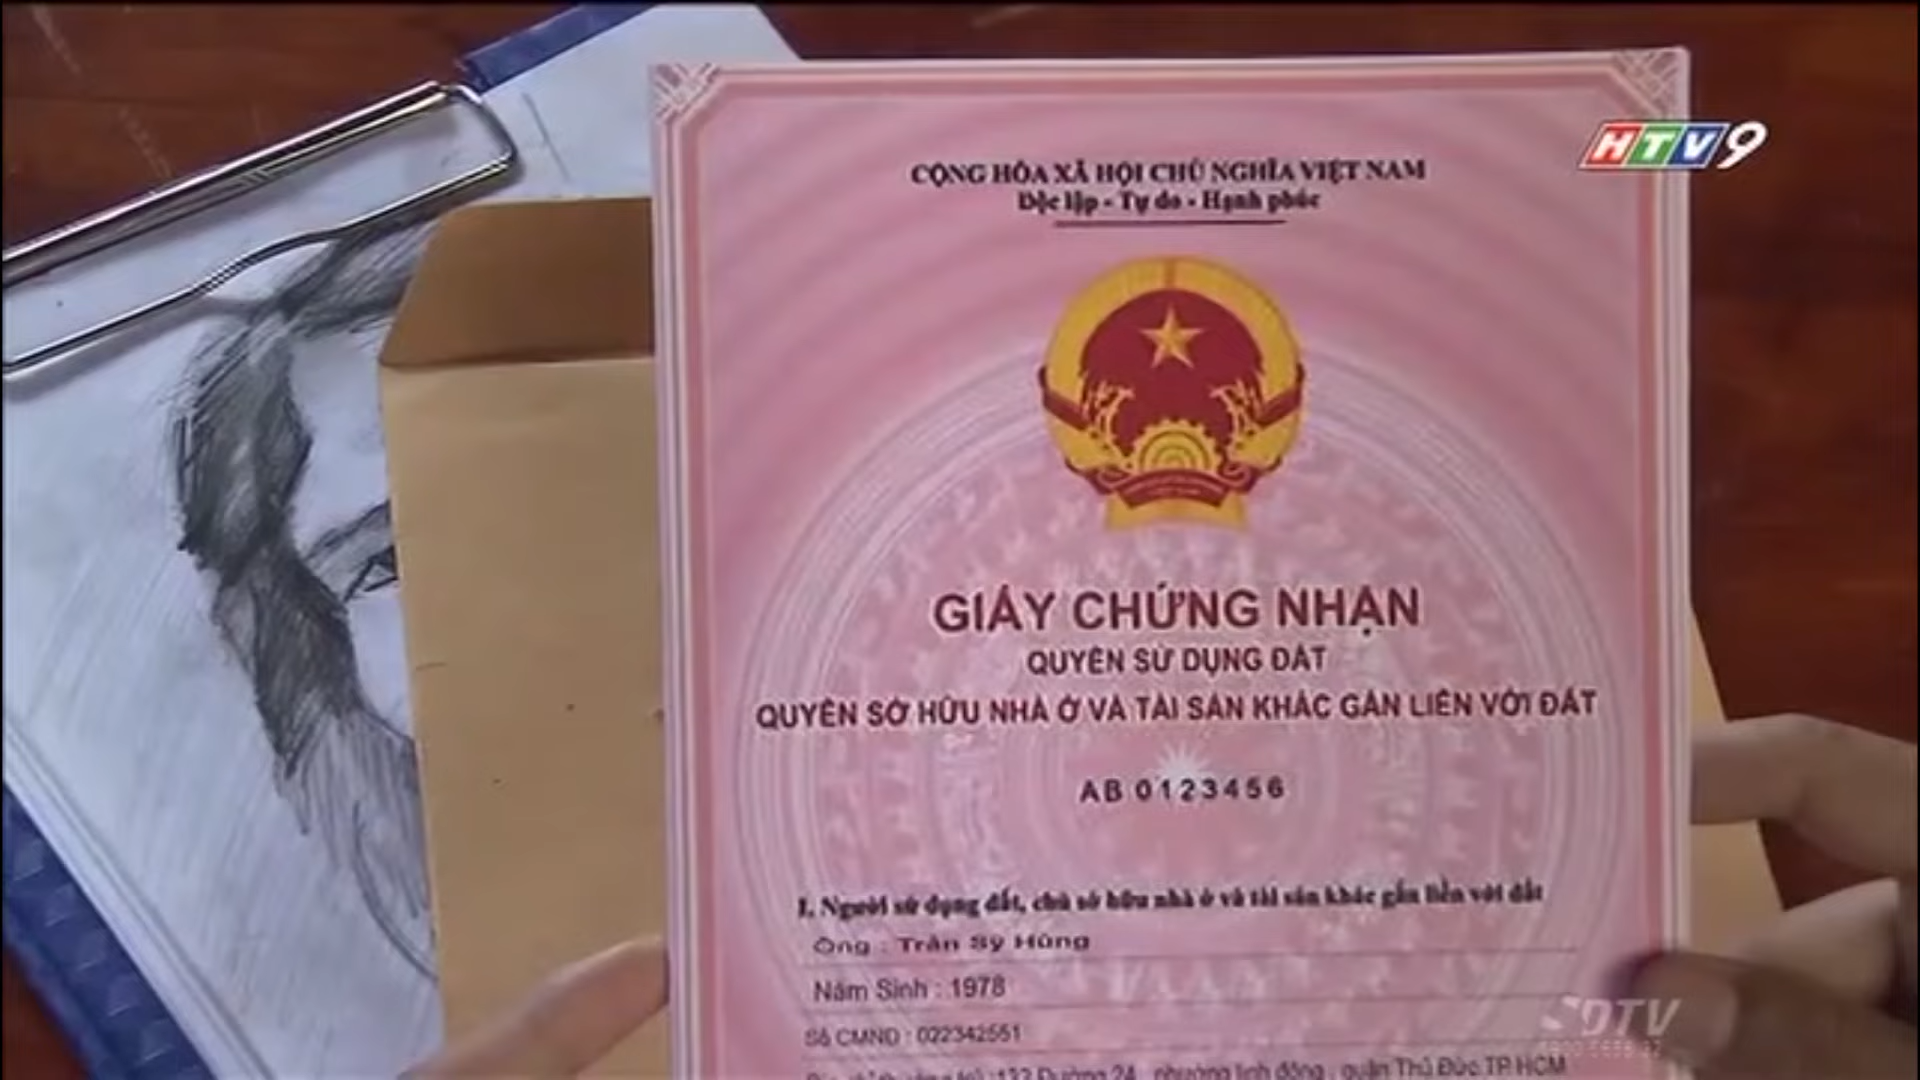 HTV9
CỘNG HÒA XÃ HỘI CHỦ NGHĨA VIỆT NAM
Độc lập - Tự do - Hạnh phúc
GIẤY CHỨNG NHẬN
QUYỀN SỬ DỤNG ĐẤT
QUYỀN SỞ HỮU NHÀ Ở VÀ TÀI SẢN KHÁC GẮN LIỀN VỚI ĐẤT
AB 0123456
I. Người sử dụng đất, chủ sở hữu nhà ở và tài sản khác gắn liền với đất
Ông : Trần Sỹ Hùng
Năm Sinh : 1978
Số CMND : 022342551
:132 Đường 24 , phường linh đông , quận Thủ Đức TP HCM
SDTV